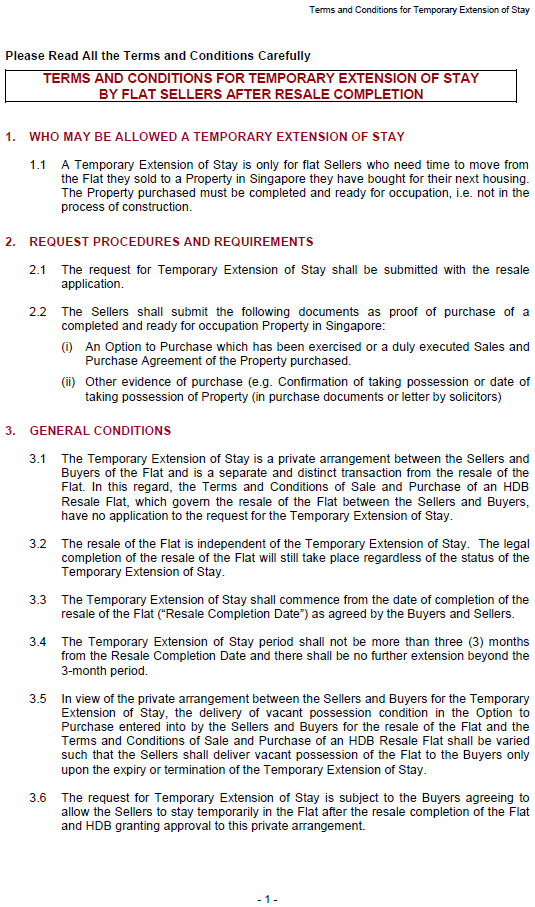 Terms and Conditions for Temporary Extension of Stay
Please Read All the Terms and Conditions Carefully
TERMS AND CONDITIONS FOR TEMPORARY EXTENSION OF STAY
BY FLAT SELLERS AFTER RESALE COMPLETION
1. WHO MAY BE ALLOWED A TEMPORARY EXTENSION OF STAY
1.1 A Temporary Extension of Stay is only for flat Sellers who need time to move from
the Flat they sold to a Property in Singapore they have bought for their next housing.
The Property purchased must be completed and ready for occupation, i.e. not in the
process of construction.
2. REQUEST PROCEDURES AND REQUIREMENTS
2.1 The request for Temporary Extension of Stay shall be submitted with the resale
application.
2.2 The Sellers shall submit the following documents as proof of purchase of a
completed and ready for occupation Property in Singapore:
(i) An Option to Purchase which has been exercised or a duly executed Sales and
Purchase Agreement of the Property purchased.
(ii) Other evidence of purchase (e.g. Confirmation of taking possession or date of
taking possession of Property (in purchase documents or letter by solicitors)
3. GENERAL CONDITIONS
3.1 The Temporary Extension of Stay is a private arrangement between the Sellers and
Buyers of the Flat and is a separate and distinct transaction from the resale of the
Flat. In this regard, the Terms and Conditions of Sale and Purchase of an HDB
Resale Flat, which govern the resale of the Flat between the Sellers and Buyers,
have no application to the request for the Temporary Extension of Stay.
3.2 The resale of the Flat is independent of the Temporary Extension of Stay. The legal
completion of the resale of the Flat will still take place regardless of the status of the
Temporary Extension of Stay.
3.3 The Temporary Extension of Stay shall commence from the date of completion of the
resale of the Flat (“Resale Completion Date”) as agreed by the Buyers and Sellers.
3.4 The Temporary Extension of Stay period shall not be more than three (3) months
from the Resale Completion Date and there shall be no further extension beyond the
3-month period.
3.5 In view of the private arrangement between the Sellers and Buyers for the Temporary
Extension of Stay, the delivery of vacant possession condition in the Option to
Purchase entered into by the Sellers and Buyers for the resale of the Flat and the
Terms and Conditions of Sale and Purchase of an HDB Resale Flat shall be varied
such that the Sellers shall deliver vacant possession of the Flat to the Buyers only
upon the expiry or termination of the Temporary Extension of Stay.
3.6 The request for Temporary Extension of Stay is subject to the Buyers agreeing to
allow the Sellers to stay temporarily in the Flat after the resale completion of the Flat
and HDB granting approval to this private arrangement.
- 1 -